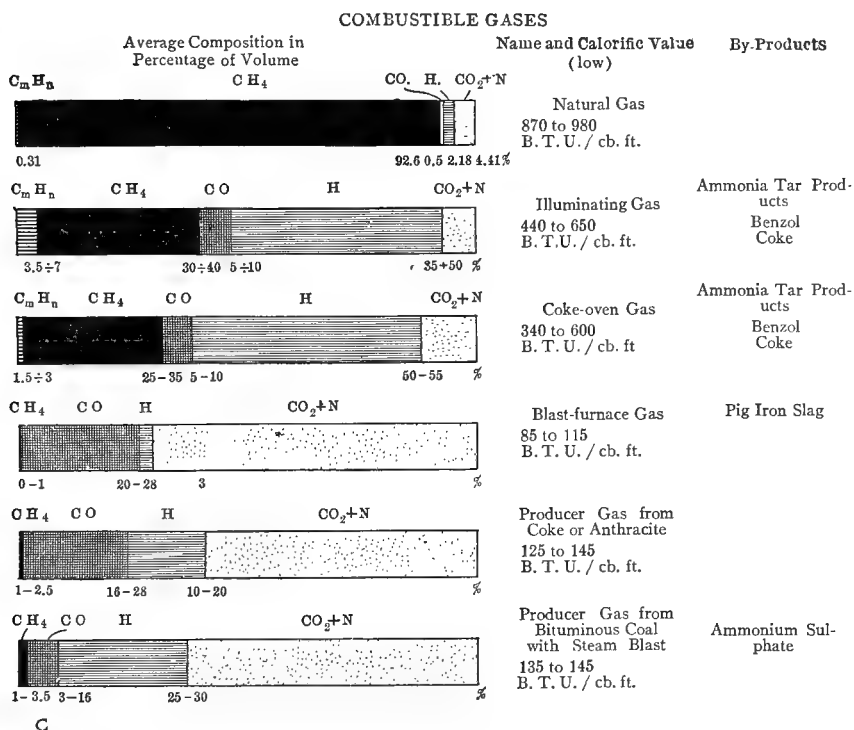 COMBUSTIBLE GASES
Average Composition in
Percentage of Volume
Name and Calorific Value
(low)
By-Products
CmHn CH4 CO. H. CO2+N
0.31 92.6 0.5 2.18 4.41%
Natural Gas
870 to 980
B. T. U. / cb. ft.
CmHn CH4 CO H CO2+N
3.5÷7 30÷40 5÷10 35+50 %
Illuminating Gas
440 to 650
B. T.U. / cb. ft.
Ammonia Tar Prod-
ucts
Benzol
Coke
CmHn CH4 CO H CO2+N
1.5÷3 25-35 5-10 50-55 %
Coke-oven Gas
340 to 600
B. T. U. / cb. ft
Ammonia Tar Prod-
ucts
Benzol
Coke
CH4 CO H CO2+N
0-1 20-28 3 %
Blast-furnace Gas
85 to 115
B. T. U. / cb. ft.
Pig Iron Slag
CH4 CO H CO2+N
1-2.5 16-28 10-20 %
Producer Gas from
Coke or Anthracite
125 to 145
B. T. U. / cb. ft.
CH4 CO H CO2+N
1-3.5 3-16 25-30 %
Producer Gas from
Bituminous Coal
with Steam Blast
135 to 145
B. T. U. / cb. ft.
Ammonium Sul-
phate
C